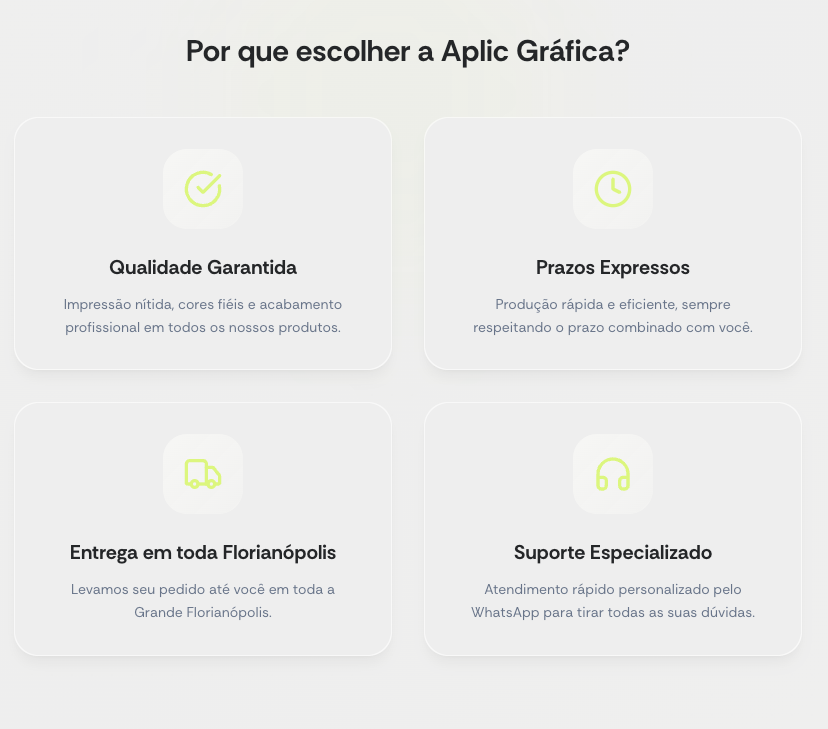 Por que escolher a Aplic Gráfica?
Qualidade Garantida
Impressão nítida, cores fiéis e acabamento
profissional em todos os nossos produtos.
Prazos Expressos
Produção rápida e eficiente, sempre
respeitando o prazo combinado com você.
Entrega em toda Florianópolis
Levamos seu pedido até você em toda a
Grande Florianópolis.
Suporte Especializado
Atendimento rápido personalizado pelo
WhatsApp para tirar todas as suas dúvidas.